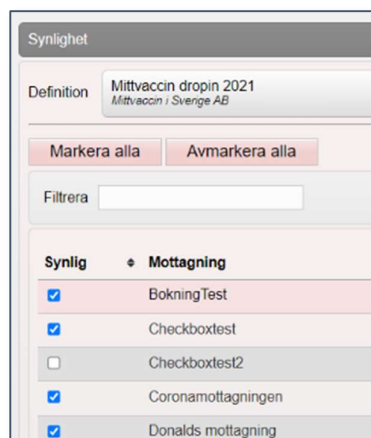 Synlighet
Definition
Mittvaccin dropin 2021
Mittvaccin i Sverige AB
Markera alla Avmarkera alla
Filtrera
Synlig Mottagning
BokningTest
Checkboxtest
Checkboxtest2
Coronamottagningen
Donalds mottagning